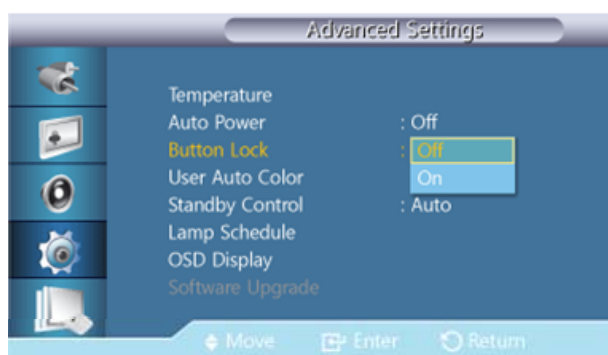 Advanced Settings
Temperature
Auto Power : Off
Button Lock : Off
User Auto Color On
Standby Control : Auto
Lamp Schedule
OSD Display
Software Upgrade
Move Enter Return